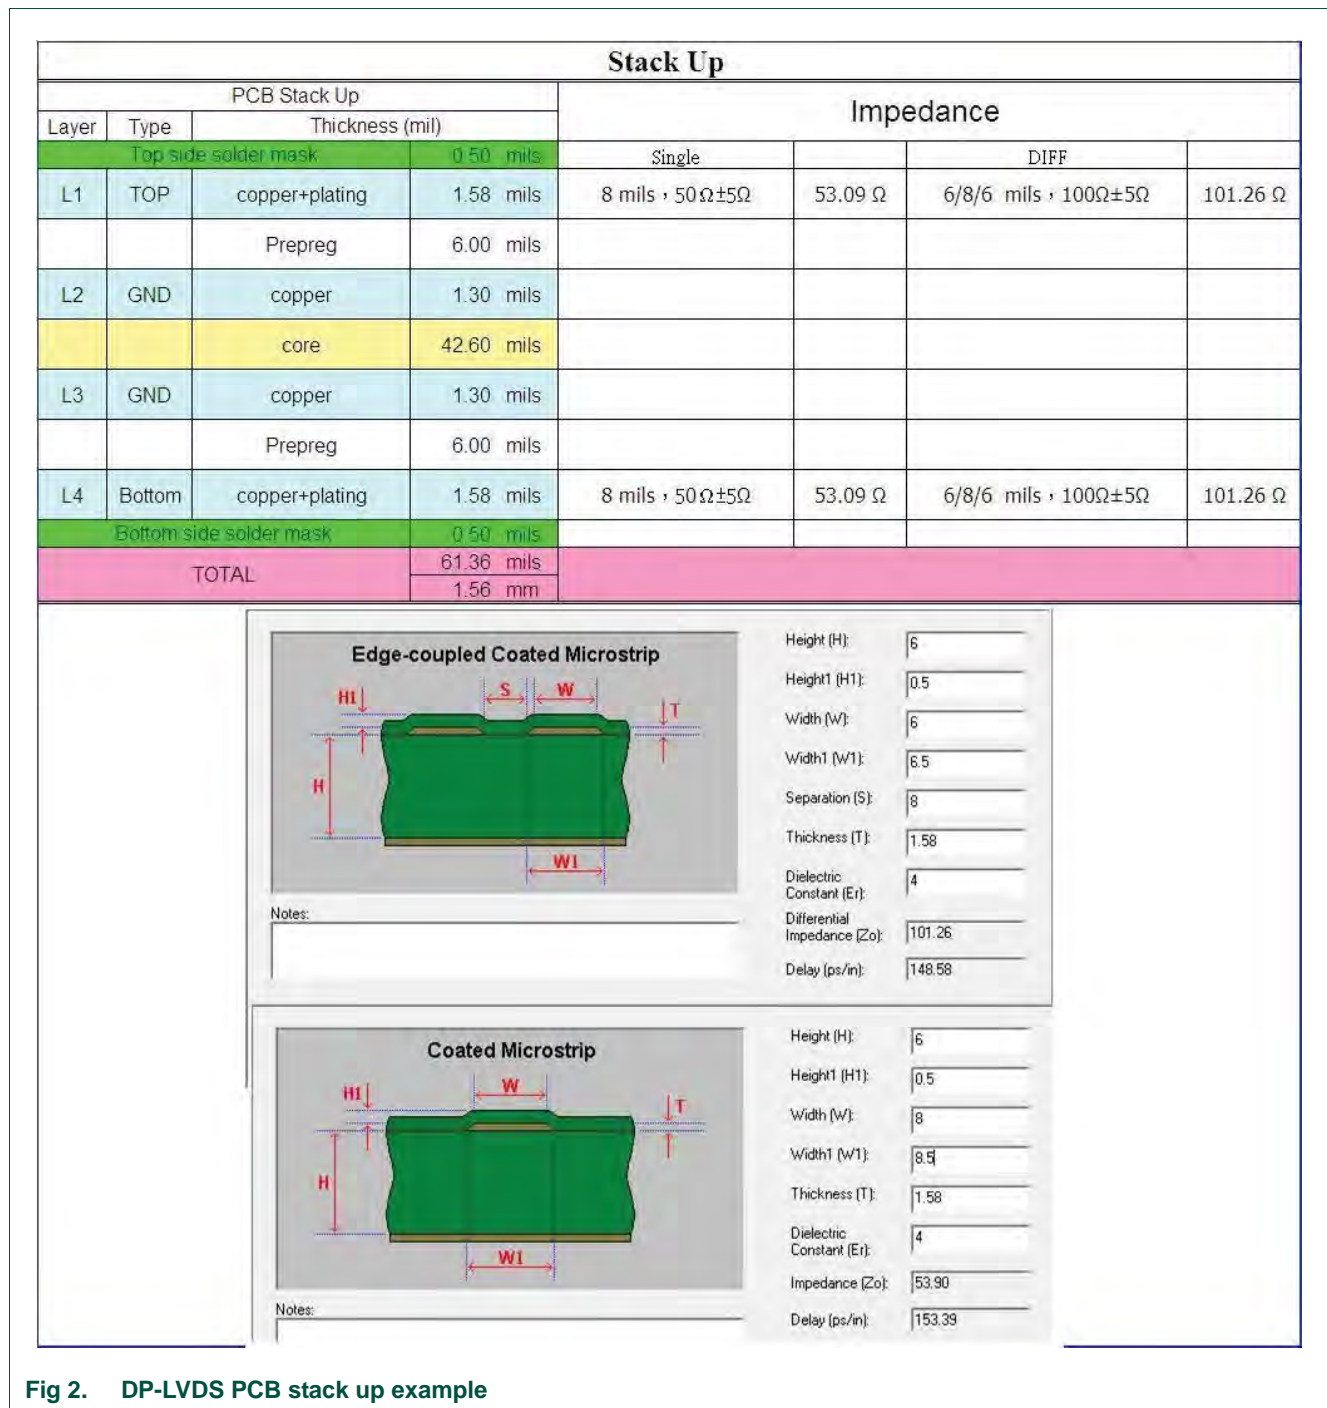 Stack Up
PCB Stack Up
Impedance
Layer Type Thickness (mil)
Top side solder mask 0.50 mils Single DIFF
L1 TOP copper+plating 1.58 mils 8 mils，50Ω±5Ω 53.09 Ω 6/8/6 mils，100Ω±5Ω 101.26 Ω
Prepreg 6.00 mils
L2 GND copper 1.30 mils
core 42.60 mils
L3 GND copper 1.30 mils
Prepreg 6.00 mils
L4 Bottom copper+plating 1.58 mils 8 mils，50Ω±5Ω 53.09 Ω 6/8/6 mils，100Ω±5Ω 101.26 Ω
Bottom side solder mask 0.50 mils
TOTAL 61.36 mils
1.56 mm
Edge-coupled Coated Microstrip
H1 S W T
H
W1
Notes:
Height (H): 6
Height1 (H1): 0.5
Width (W): 6
Width1 (W1): 6.5
Separation (S): 8
Thickness (T): 1.58
Dielectric
Constant (Er): 4
Differential
Impedance (Zo): 101.26
Delay (ps/in): 148.58
Coated Microstrip
H1 W T
H
W1
Notes:
Height (H): 6
Height1 (H1): 0.5
Width (W): 8
Width1 (W1): 8.5
Thickness (T): 1.58
Dielectric
Constant (Er): 4
Impedance (Zo): 53.90
Delay (ps/in): 153.39
Fig 2. DP-LVDS PCB stack up example